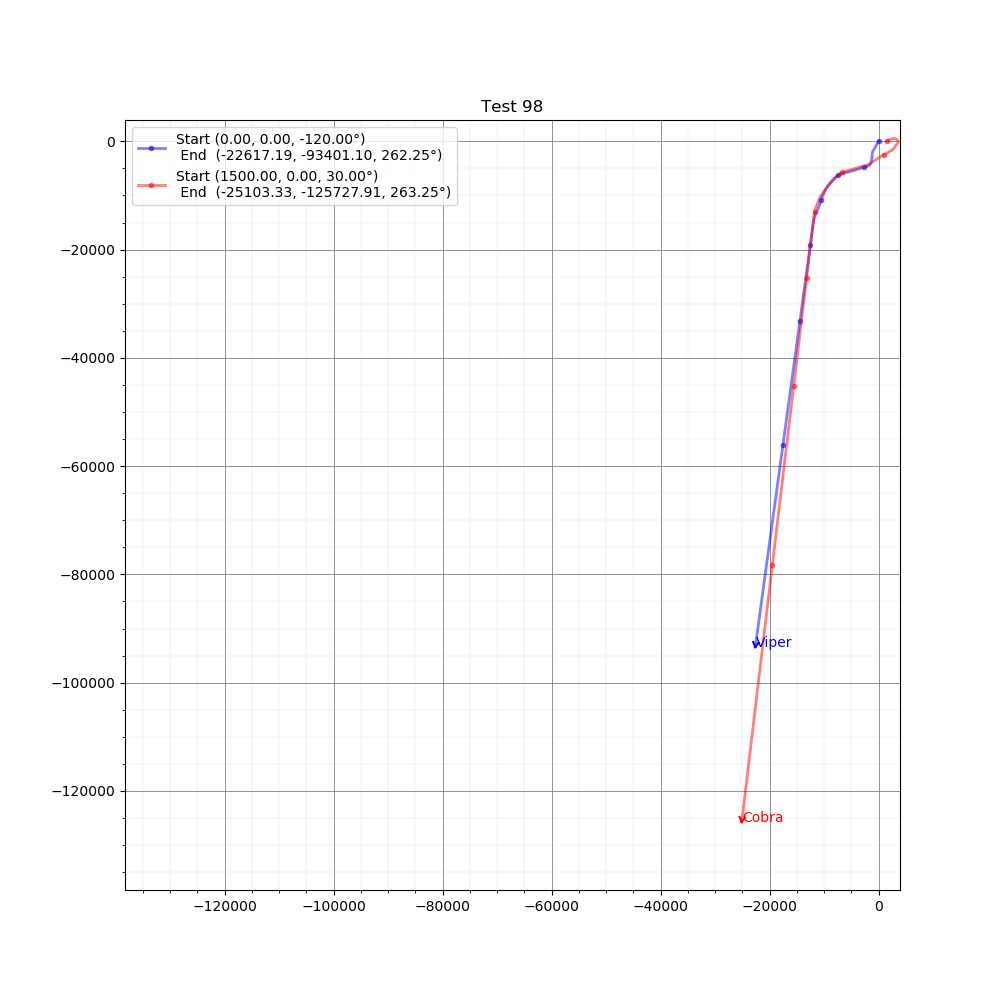 Test 98
Start (0.00, 0.00, -120.00°)
End (-22617.19, -93401.10, 262.25°)
Start (1500.00, 0.00, 30.00°)
End (-25103.33, -125727.91, 263.25°)
0
−20000
−40000
−60000
−80000
−100000
−120000
Viper
Cobra
−120000 −100000 −80000 −60000 −40000 −20000 0